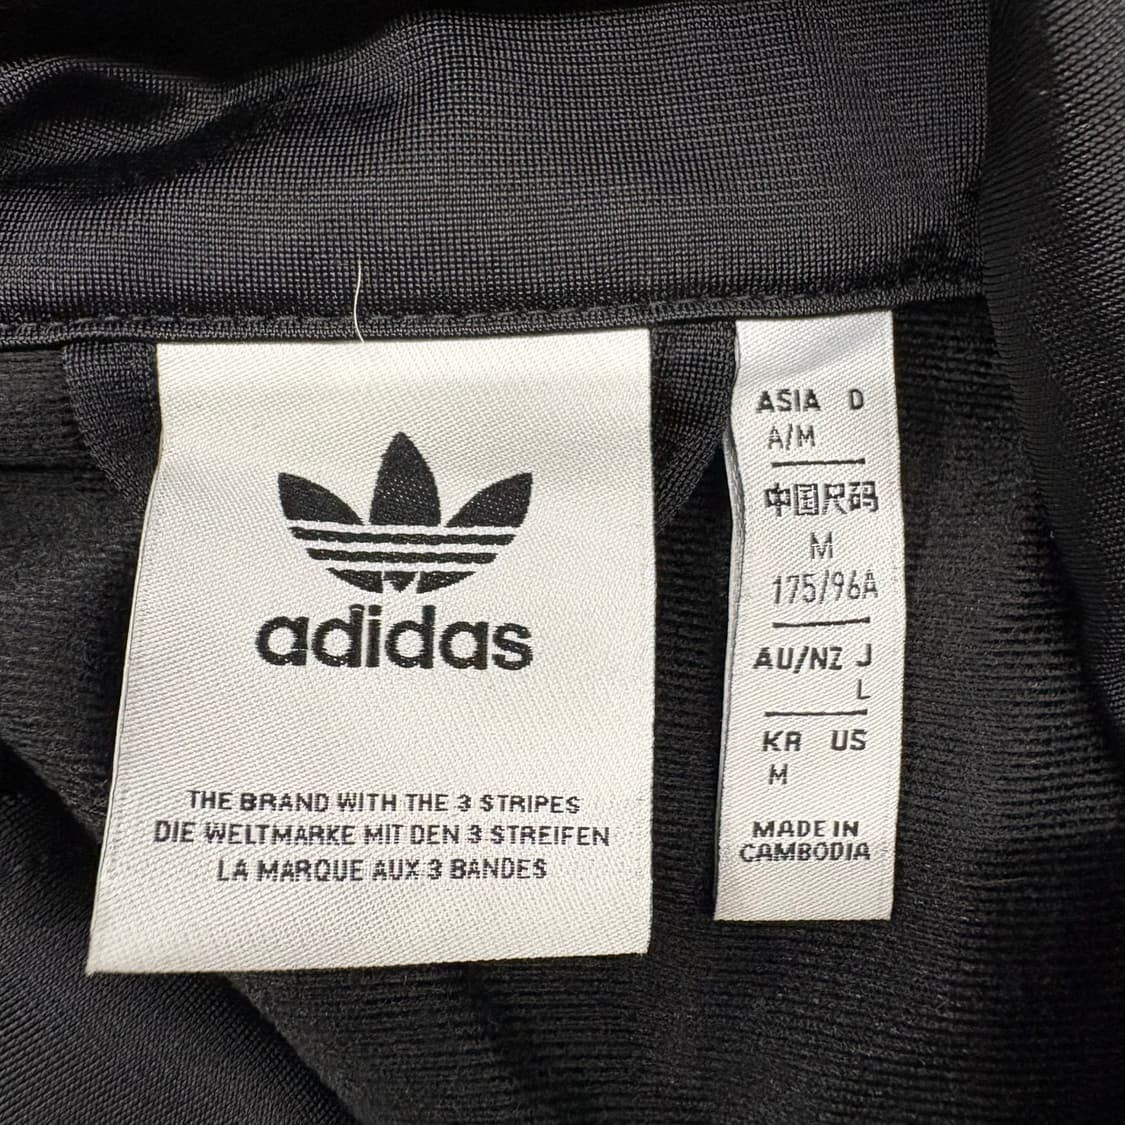 adidas
THE BRAND WITH THE 3 STRIPES
DIE WELTMARKE MIT DEN 3 STREIFEN
LA MARQUE AUX 3 BANDES
ASIA D
A/M
中国尺码
M
175/96A
AU/NZ J
L
KR US
M
MADE IN
CAMBODIA